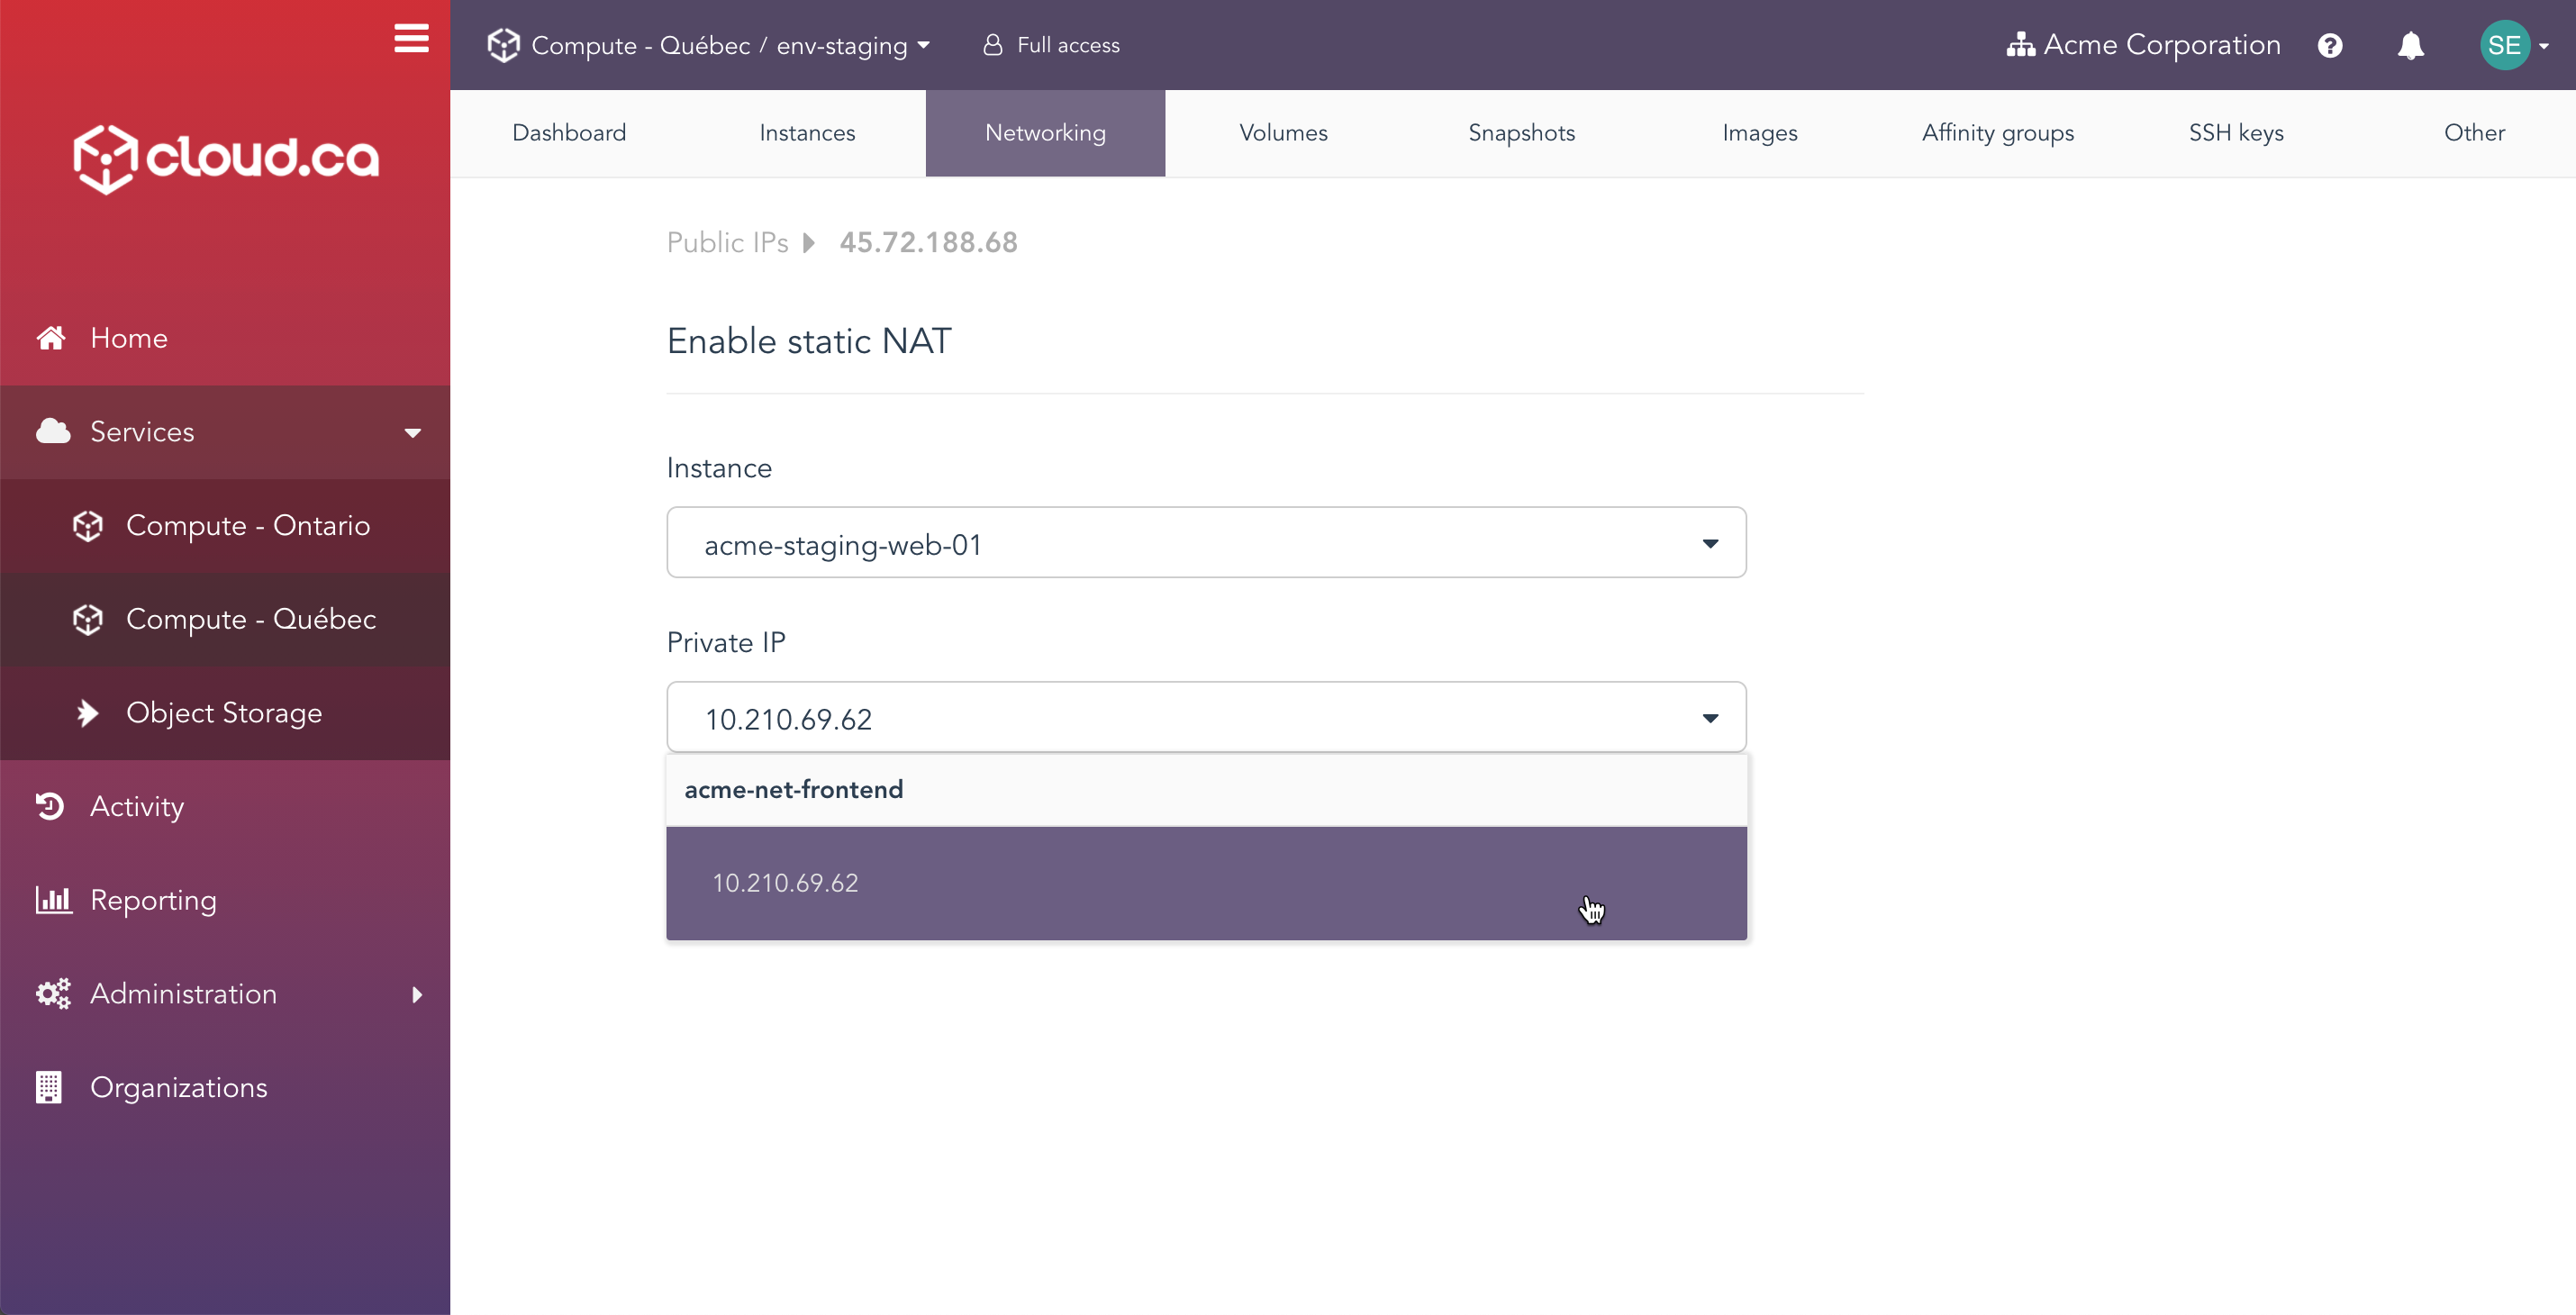 Compute - Québec / env-staging
Full access
Acme Corporation
SE
cloud.ca
Dashboard
Instances
Networking
Volumes
Snapshots
Images
Affinity groups
SSH keys
Other
Home
Services
Compute - Ontario
Compute - Québec
Object Storage
Activity
Reporting
Administration
Organizations
Public IPs
45.72.188.68
Enable static NAT
Instance
acme-staging-web-01
Private IP
10.210.69.62
acme-net-frontend
10.210.69.62